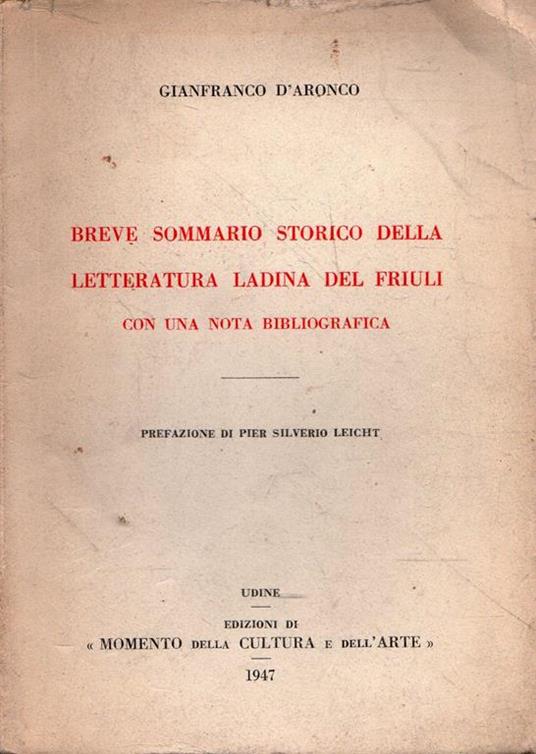 GIANFRANCO D'ARONCO
BREVE SOMMARIO STORICO DELLA
LETTERATURA LADINA DEL FRIULI
CON UNA NOTA BIBLIOGRAFICA
PREFAZIONE DI PIER SILVERIO LEICHT
UDINE
EDIZIONI DI
« MOMENTO DELLA CULTURA E DELL'ARTE »
1947